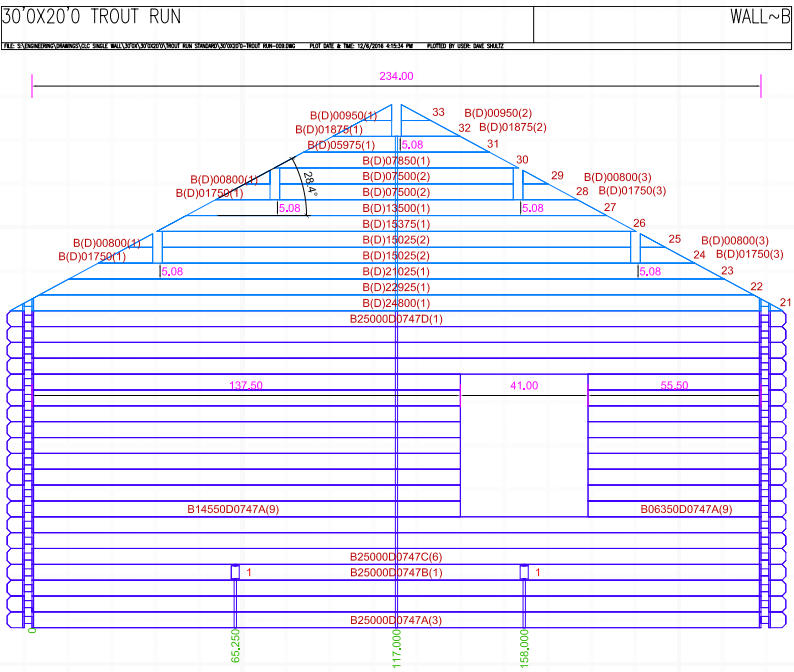 30'0X20'0 TROUT RUN
WALL~B
FILE: S:\ENGINEERING\DRAWINGS\CLC SINGLE WALL\30'0X\30'0X20'0\TROUT RUN STANDARD\30'0X20'0-TROUT RUN-009.DWG PLOT DATE & TIME: 12/6/2016 4:15:34 PM PLOTTED BY USER: DAVE SHULTZ
234.00
B(D)00950(1) 33 B(D)00950(2)
B(D)01875(1) 32 B(D)01875(2)
B(D)05975(1) 5.08 31
B(D)07850(1) 30
B(D)00800(1) 28.4° B(D)07500(2) 29 B(D)00800(3)
B(D)01750(1) B(D)07500(2) 28 B(D)01750(3)
5.08 B(D)13500(1) 5.08 27
B(D)15375(1) 26
B(D)00800(1) B(D)15025(2) 25 B(D)00800(3)
B(D)01750(1) B(D)15025(2) 24 B(D)01750(3)
5.08 B(D)21025(1) 5.08 23
B(D)22925(1) 22
B(D)24800(1) 21
B25000D0747D(1)
137.50 41.00 55.50
B14550D0747A(9) B06350D0747A(9)
B25000D0747C(6)
1 B25000D0747B(1) 1
B25000D0747A(3)
0 65.250 117.000 158.000